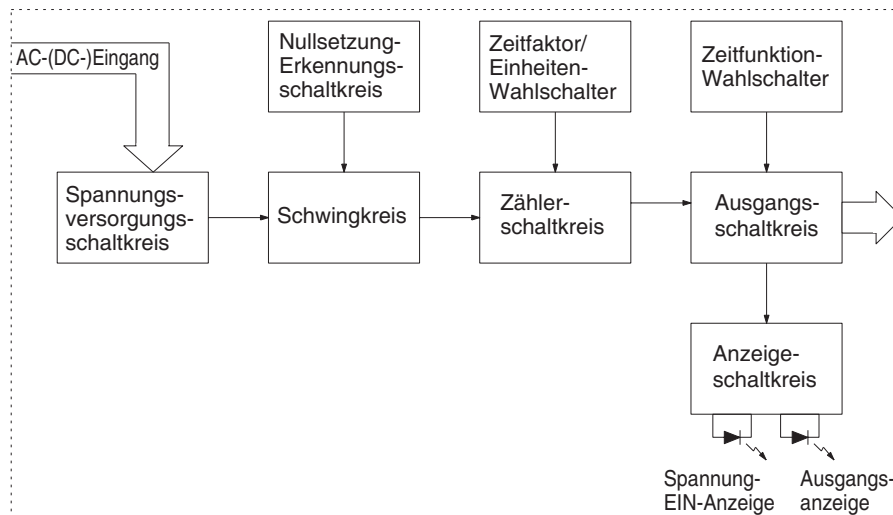 AC-(DC-)Eingang
Nullsetzung-
Erkennungs-
schaltkreis
Zeitfaktor/
Einheiten-
Wahlschalter
Zeitfunktion-
Wahlschalter
Spannungs-
versorgungs-
schaltkreis
Schwingkreis
Zähler-
schaltkreis
Ausgangs-
schaltkreis
Anzeige-
schaltkreis
Spannung-
EIN-Anzeige
Ausgangs-
anzeige